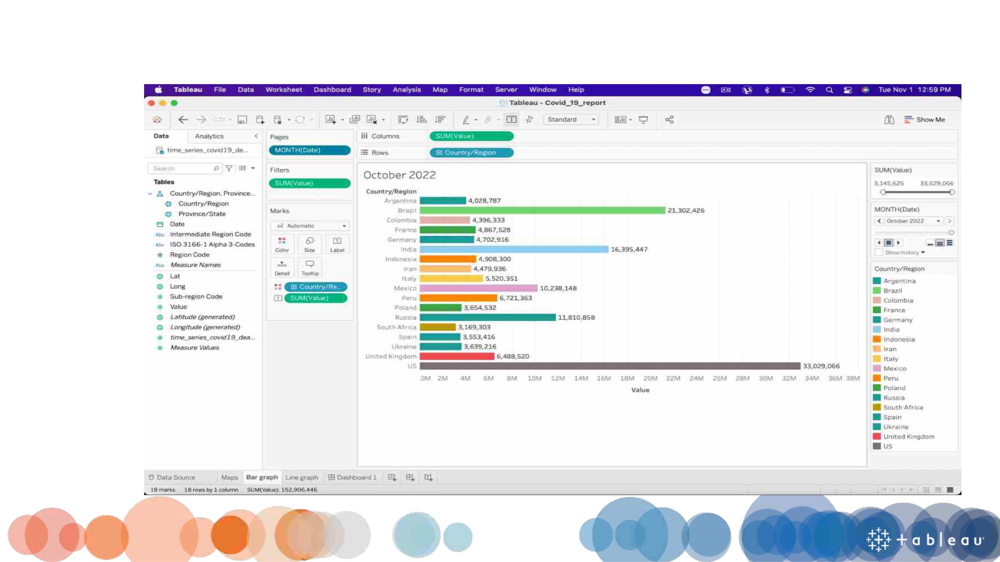 Tableau File Data Worksheet Dashboard Story Analysis Map Format Server Window Help Tue Nov 1 12:59 PM
Tableau - Covid_19_report
Standard Show Me
Data Analytics
time_series_covid19_de...
Search
Tables
Country/Region, Province...
Country/Region
Province/State
Date
Abc Intermediate Region Code
Abc ISO 3166-1 Alpha 3-Codes
# Region Code
Abc Measure Names
Lat
Long
# Sub-region Code
# Value
Latitude (generated)
Longitude (generated)
# time_series_covid19_dea...
# Measure Values
Pages
MONTH(Date)
Filters
SUM(Value)
Marks
Automatic
Color Size Label
Detail Tooltip
Country/Re..
SUM(Value)
Columns SUM(Value)
Rows Country/Region
October 2022
Country/Region
Argentina 4,028,787
Brazil 21,302,426
Colombia 4,396,333
France 4,867,528
Germany 4,702,916
India 16,395,447
Indonesia 4,908,300
Iran 4,479,936
Italy 5,520,351
Mexico 10,238,148
Peru 6,721,363
Poland 3,654,532
Russia 11,810,858
South Africa 3,169,303
Spain 3,553,416
Ukraine 3,639,216
United Kingdom 6,488,520
US 33,029,066
0M 2M 4M 6M 8M 10M 12M 14M 16M 18M 20M 22M 24M 26M 28M 30M 32M 34M 36M 38M
Value
SUM(Value)
3,145,625 33,029,066
MONTH(Date)
October 2022
Show history
Country/Region
Argentina
Brazil
Colombia
France
Germany
India
Indonesia
Iran
Italy
Mexico
Peru
Poland
Russia
South Africa
Spain
Ukraine
United Kingdom
US
Data Source Maps Bar graph Line graph Dashboard 1
18 marks 18 rows by 1 column SUM(Value): 152,906,446
+ableau